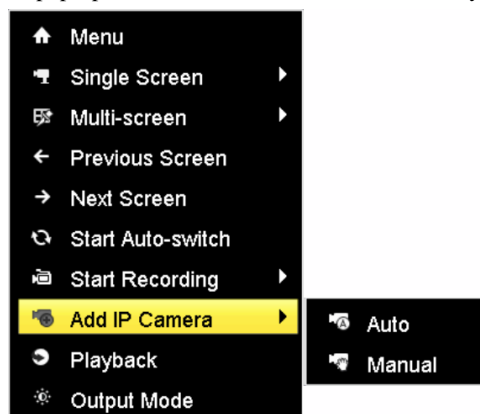 Menu
Single Screen
Multi-screen
Previous Screen
Next Screen
Start Auto-switch
Start Recording
Add IP Camera
Auto
Manual
Playback
Output Mode